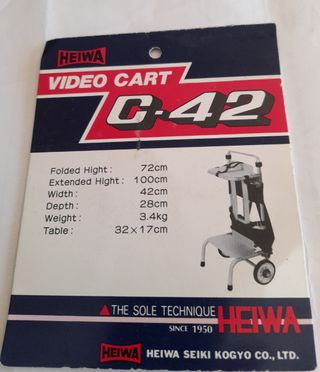 HEIWA
VIDEO CART
C-42
Folded Hight: 72cm
Extended Hight: 100cm
Width: 42cm
Depth: 28cm
Weight: 3.4kg
Table: 32×17cm
▲THE SOLE TECHNIQUE HEIWA
SINCE 1950
HEIWA HEIWA SEIKI KOGYO CO., LTD.